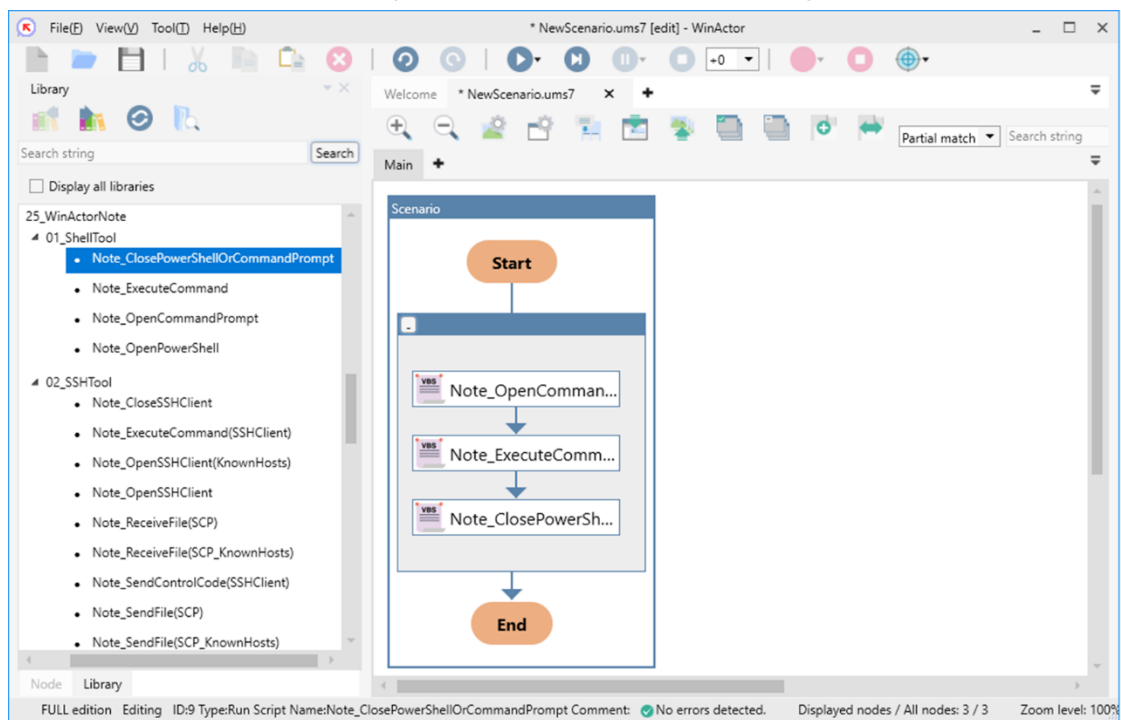 File(F) View(V) Tool(T) Help(H)
* NewScenario.ums7 [edit] - WinActor
+0
Library
Welcome * NewScenario.ums7
Partial match Search string
Search string Search
Main
Display all libraries
25_WinActorNote
01_ShellTool
Note_ClosePowerShellOrCommandPrompt
Note_ExecuteCommand
Note_OpenCommandPrompt
Note_OpenPowerShell
02_SSHTool
Note_CloseSSHClient
Note_ExecuteCommand(SSHClient)
Note_OpenSSHClient(KnownHosts)
Note_OpenSSHClient
Note_ReceiveFile(SCP)
Note_ReceiveFile(SCP_KnownHosts)
Note_SendControlCode(SSHClient)
Note_SendFile(SCP)
Note_SendFile(SCP_KnownHosts)
Node Library
Scenario
Start
VBS Note_OpenComman...
VBS Note_ExecuteComm...
VBS Note_ClosePowerSh...
End
FULL edition Editing ID:9 Type:Run Script Name:Note_ClosePowerShellOrCommandPrompt Comment: No errors detected. Displayed nodes / All nodes: 3 / 3 Zoom level: 100%